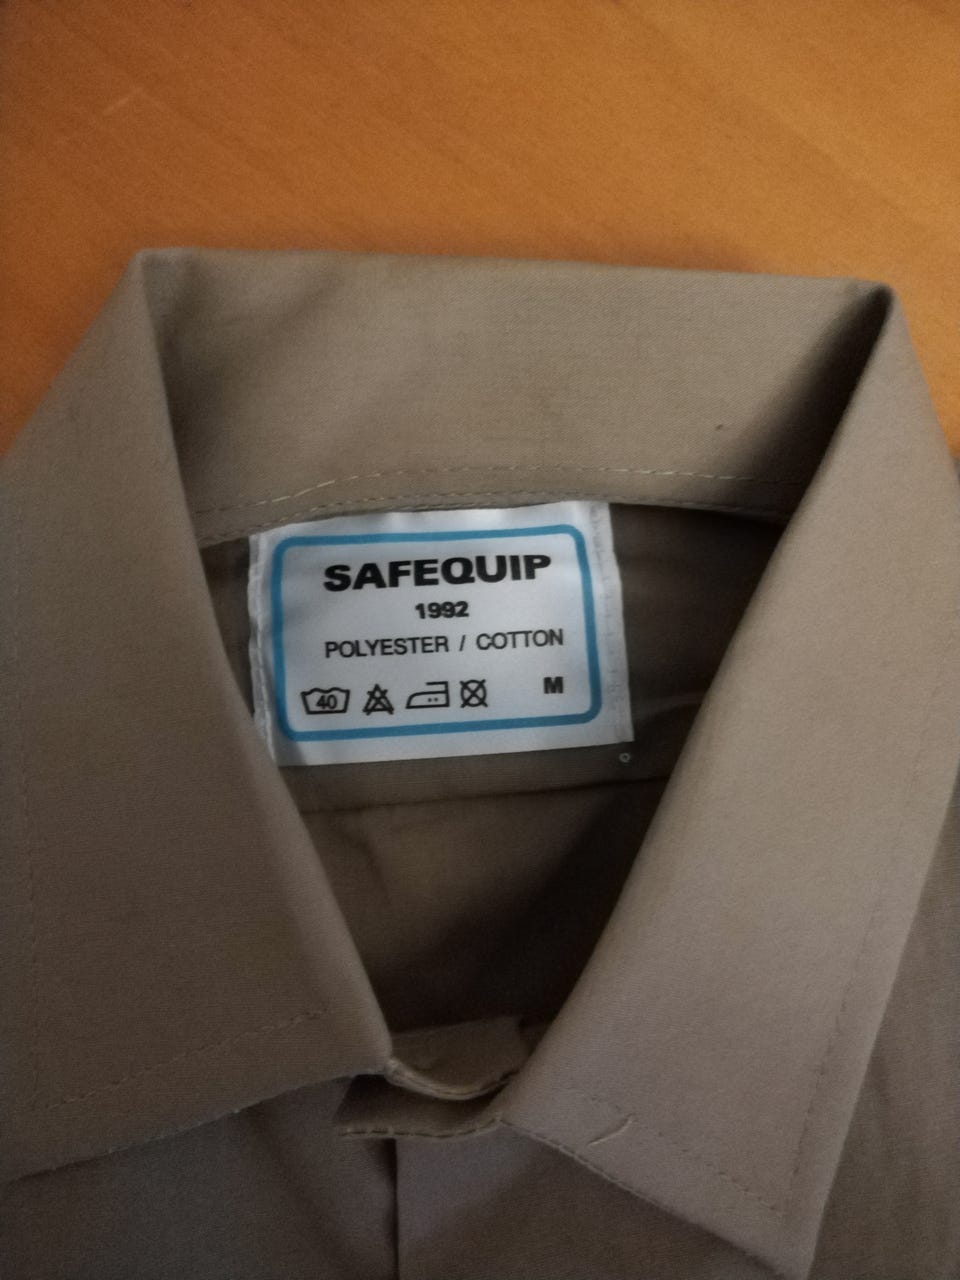 SAFEQUIP
1992
POLYESTER / COTTON
40 M